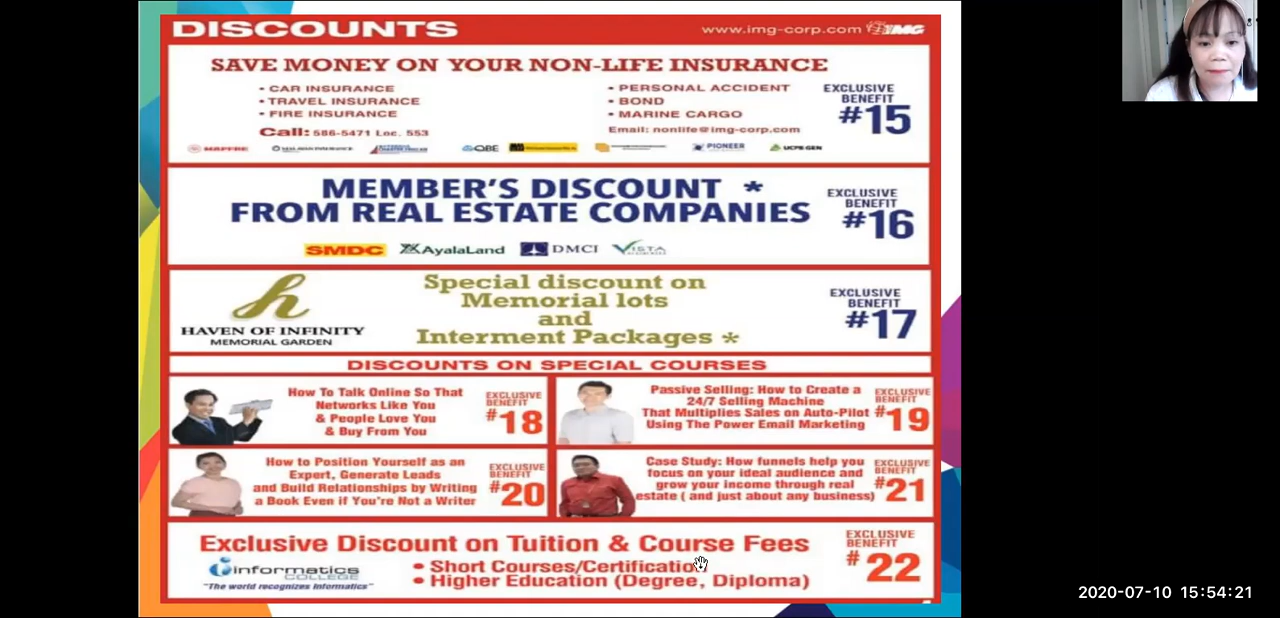 DISCOUNTS
www.img-corp.com IMG
SAVE MONEY ON YOUR NON-LIFE INSURANCE
• CAR INSURANCE
• TRAVEL INSURANCE
• FIRE INSURANCE
Call: 586-5471 Loc. 553
• PERSONAL ACCIDENT
• BOND
• MARINE CARGO
Email: nonlife@img-corp.com
EXCLUSIVE
BENEFIT
#15
MAPFRE
QBE
PIONEER
UCPB GEN
MEMBER'S DISCOUNT *
FROM REAL ESTATE COMPANIES
EXCLUSIVE
BENEFIT
#16
SMDC
AyalaLand
DMCI
VISTA
h
HAVEN OF INFINITY
MEMORIAL GARDEN
Special discount on
Memorial lots
and
Interment Packages *
EXCLUSIVE
BENEFIT
#17
DISCOUNTS ON SPECIAL COURSES
How To Talk Online So That
Networks Like You
& People Love You
& Buy From You
EXCLUSIVE
BENEFIT
#18
Passive Selling: How to Create a
24/7 Selling Machine
That Multiplies Sales on Auto-Pilot
Using The Power Email Marketing
EXCLUSIVE
BENEFIT
#19
How to Position Yourself as an
Expert, Generate Leads
and Build Relationships by Writing
a Book Even if You're Not a Writer
EXCLUSIVE
BENEFIT
#20
Case Study: How funnels help you
focus on your ideal audience and
grow your income through real
estate ( and just about any business)
EXCLUSIVE
BENEFIT
#21
Exclusive Discount on Tuition & Course Fees
informatics
COLLEGE
"The world recognizes Informatics"
• Short Courses/Certification
• Higher Education (Degree, Diploma)
EXCLUSIVE
BENEFIT
#22
2020-07-10 15:54:21